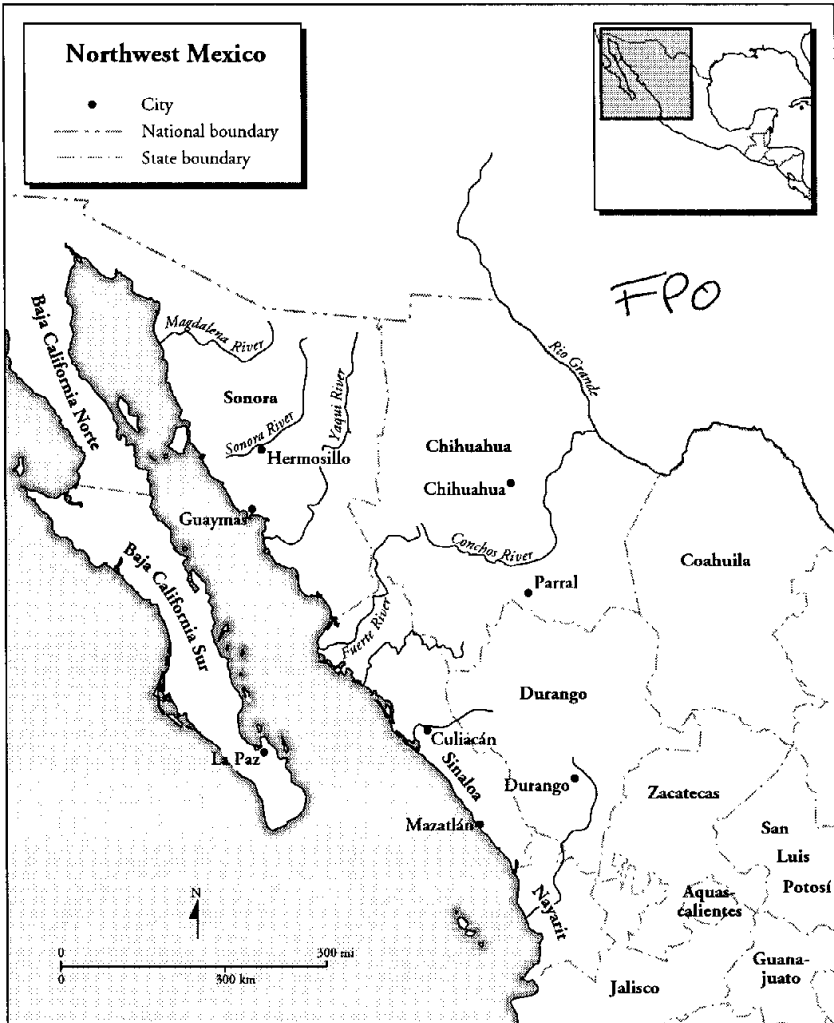 Northwest Mexico
City
National boundary
State boundary
FPO
Baja California Norte
Magdalena River
Sonora
Sonora River
Yaqui River
Hermosillo
Guaymas
Rio Grande
Chihuahua
Chihuahua
Conchos River
Coahuila
Parral
Baja California Sur
Fuerte River
Durango
Culiacán
La Paz
Sinaloa
Durango
Zacatecas
Mazatlán
San
Luis
Potosí
Nayarit
Aquas-
calientes
N
0
300 mi
0
300 km
Jalisco
Guana-
juato